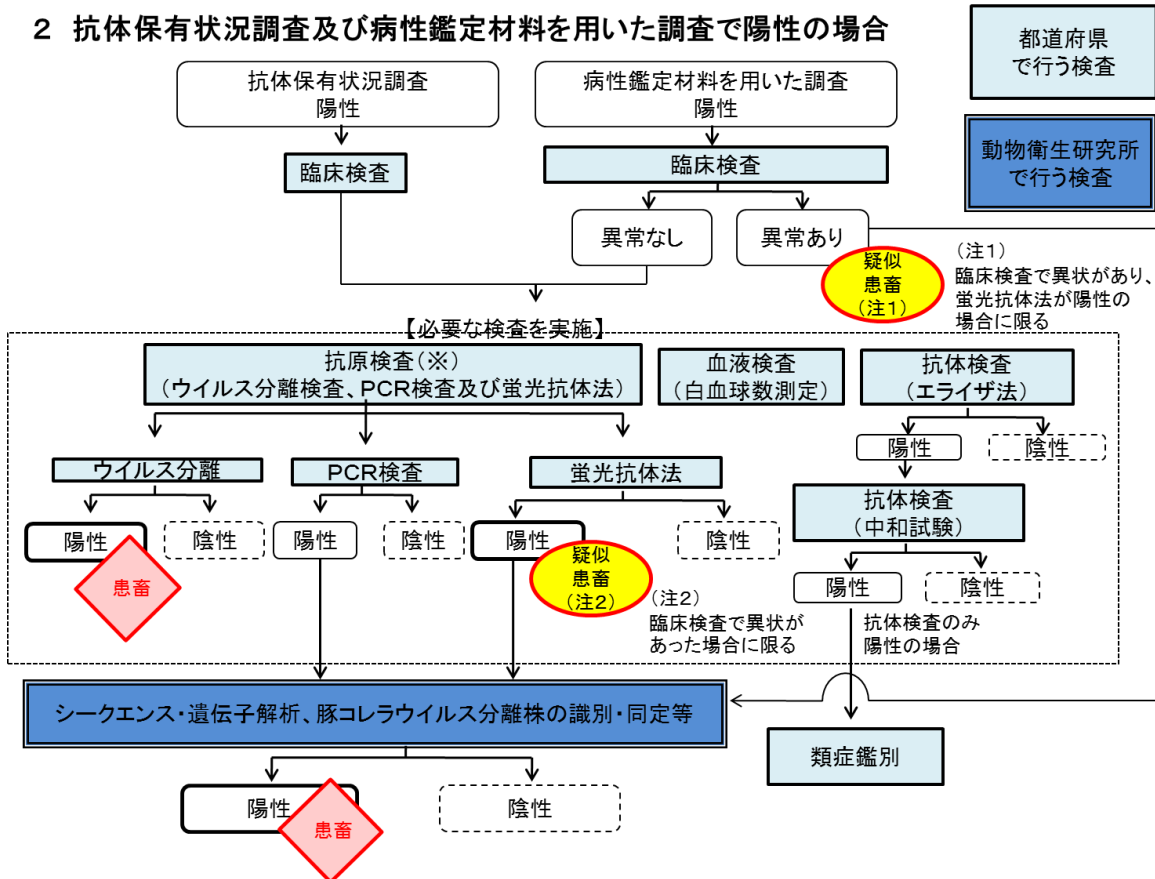 ２ 抗体保有状況調査及び病性鑑定材料を用いた調査で陽性の場合
都道府県
で行う検査
動物衛生研究所
で行う検査
抗体保有状況調査
陽性
病性鑑定材料を用いた調査
陽性
臨床検査
臨床検査
異常なし
異常あり
疑似
患畜
(注１)
(注１)
臨床検査で異状があり、
蛍光抗体法が陽性の
場合に限る
【必要な検査を実施】
抗原検査(※)
(ウイルス分離検査、PCR検査及び蛍光抗体法)
血液検査
(白血球数測定)
抗体検査
(エライザ法)
陽性
陰性
ウイルス分離
PCR検査
蛍光抗体法
抗体検査
(中和試験)
陽性
陰性
陽性
陰性
陽性
陰性
患畜
疑似
患畜
(注２)
陽性
陰性
(注２)
臨床検査で異状が
あった場合に限る
抗体検査のみ
陽性の場合
シークエンス・遺伝子解析、豚コレラウイルス分離株の識別・同定等
類症鑑別
陽性
陰性
患畜